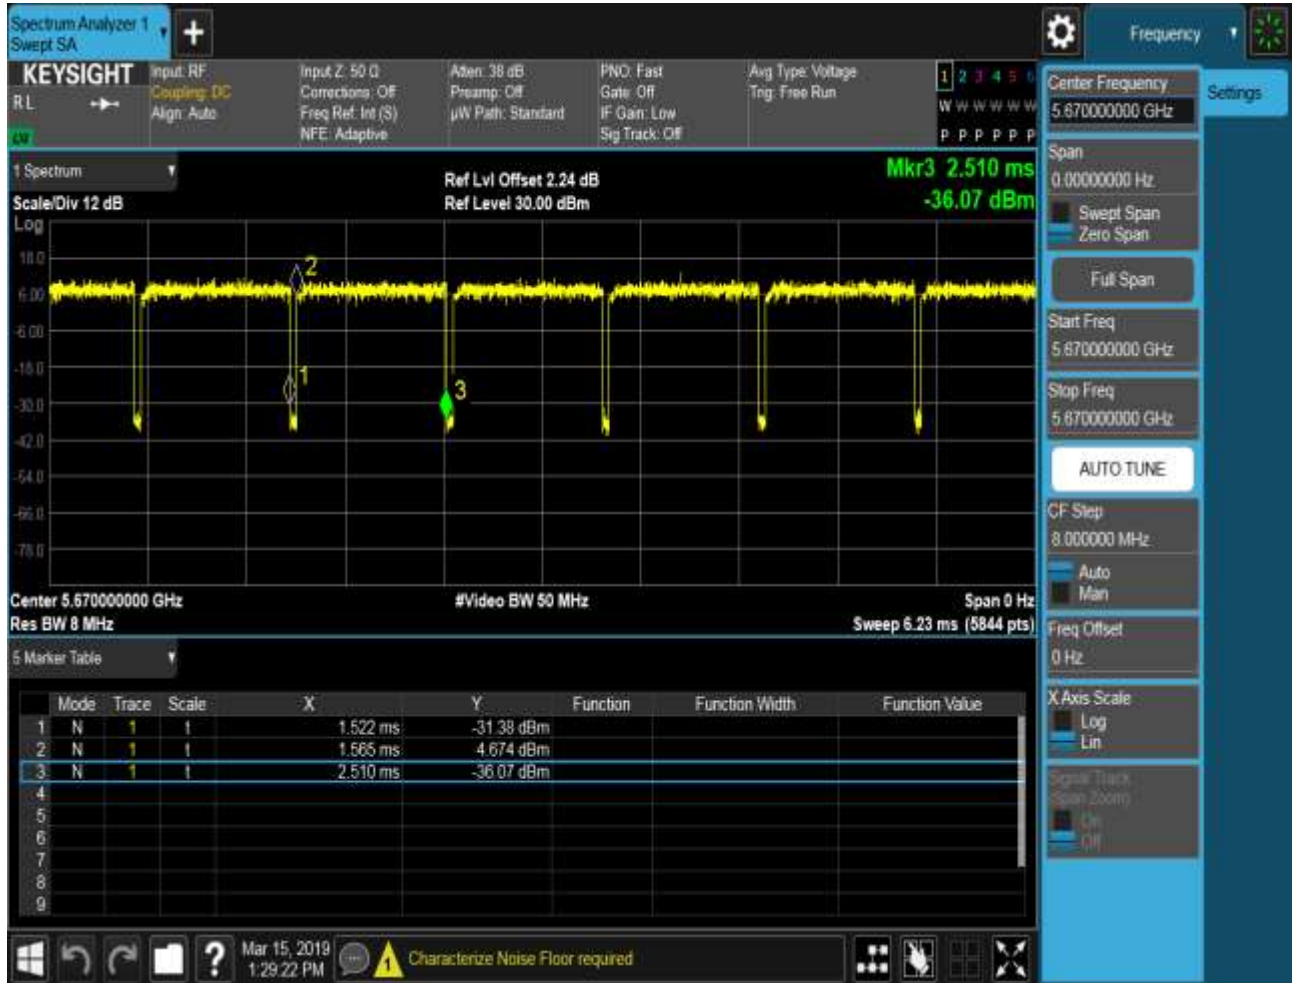 Spectrum Analyzer 1
Swept SA
Frequency
KEYSIGHT
R L
Input: RF
Coupling: DC
Align: Auto
Input Z: 50 Ω
Corrections: Off
Freq Ref: Int (S)
NFE: Adaptive
Atten: 38 dB
Preamp: Off
µW Path: Standard
PNO: Fast
Gate: Off
IF Gain: Low
Sig Track: Off
Avg Type: Voltage
Trig: Free Run
1 2 3 4 5 6
W W W W W W
P P P P P P
1 Spectrum
Scale/Div 12 dB
Ref Lvl Offset 2.24 dB
Ref Level 30.00 dBm
Mkr3 2.510 ms
-36.07 dBm
Log
18.0
6.00
-6.00
-18.0
-30.0
-42.0
-54.0
-66.0
-78.0
2
1
3
Center 5.670000000 GHz
#Video BW 50 MHz
Span 0 Hz
Res BW 8 MHz
Sweep 6.23 ms (5844 pts)
5 Marker Table
Mode Trace Scale X Y Function Function Width Function Value
1 N 1 t 1.522 ms -31.38 dBm
2 N 1 t 1.565 ms 4.674 dBm
3 N 1 t 2.510 ms -36.07 dBm
4
5
6
7
8
9
Center Frequency
5.670000000 GHz
Settings
Span
0.00000000 Hz
Swept Span
Zero Span
Full Span
Start Freq
5.670000000 GHz
Stop Freq
5.670000000 GHz
AUTO TUNE
CF Step
8.000000 MHz
Auto
Man
Freq Offset
0 Hz
X Axis Scale
Log
Lin
Signal Track
(Span Zoom)
On
Off
?
Mar 15, 2019
1:29:22 PM
1
Characterize Noise Floor required